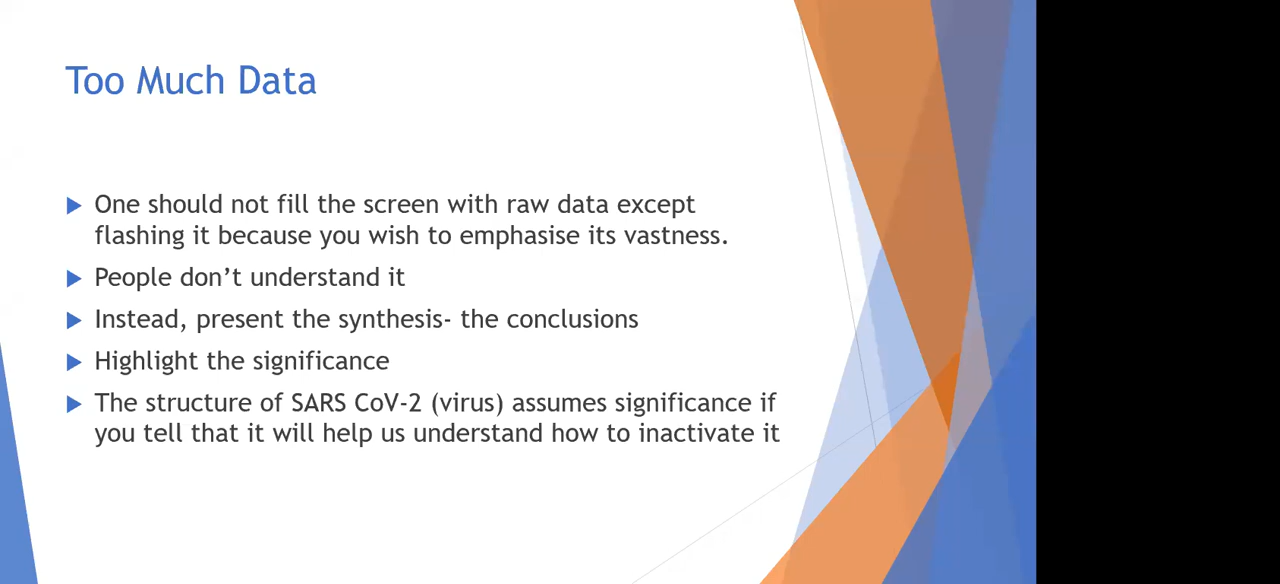 Too Much Data
One should not fill the screen with raw data except
flashing it because you wish to emphasise its vastness.
People don’t understand it
Instead, present the synthesis- the conclusions
Highlight the significance
The structure of SARS CoV-2 (virus) assumes significance if
you tell that it will help us understand how to inactivate it